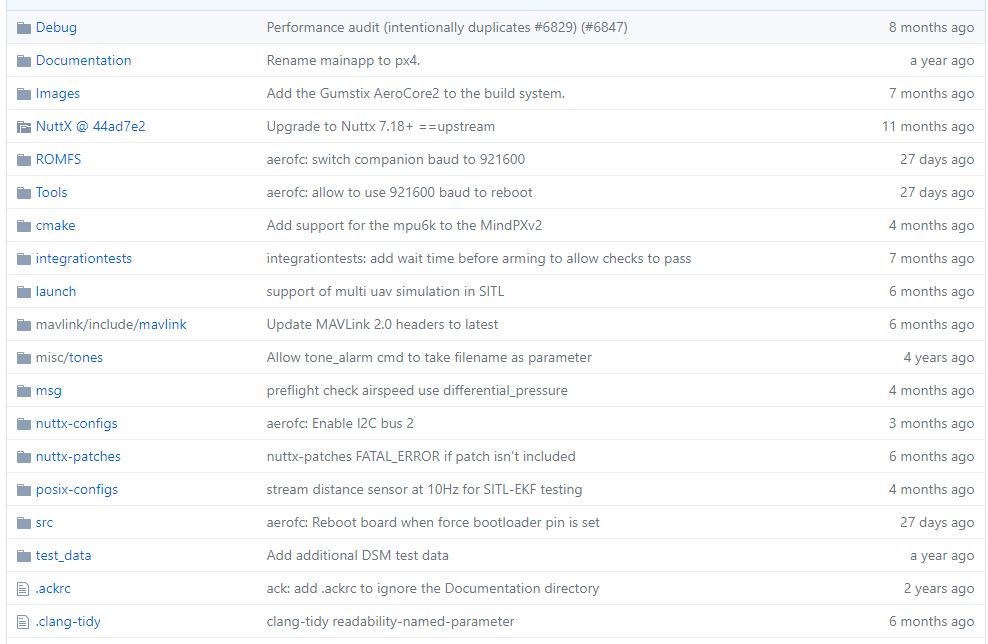 Debug Performance audit (intentionally duplicates #6829) (#6847) 8 months ago
Documentation Rename mainapp to px4. a year ago
Images Add the Gumstix AeroCore2 to the build system. 7 months ago
NuttX @ 44ad7e2 Upgrade to Nuttx 7.18+ ==upstream 11 months ago
ROMFS aerofc: switch companion baud to 921600 27 days ago
Tools aerofc: allow to use 921600 baud to reboot 27 days ago
cmake Add support for the mpu6k to the MindPXv2 4 months ago
integrationtests integrationtests: add wait time before arming to allow checks to pass 7 months ago
launch support of multi uav simulation in SITL 6 months ago
mavlink/include/mavlink Update MAVLink 2.0 headers to latest 6 months ago
misc/tones Allow tone_alarm cmd to take filename as parameter 4 years ago
msg preflight check airspeed use differential_pressure 4 months ago
nuttx-configs aerofc: Enable I2C bus 2 3 months ago
nuttx-patches nuttx-patches FATAL_ERROR if patch isn't included 6 months ago
posix-configs stream distance sensor at 10Hz for SITL-EKF testing 4 months ago
src aerofc: Reboot board when force bootloader pin is set 27 days ago
test_data Add additional DSM test data a year ago
.ackrc ack: add .ackrc to ignore the Documentation directory 2 years ago
.clang-tidy clang-tidy readability-named-parameter 6 months ago